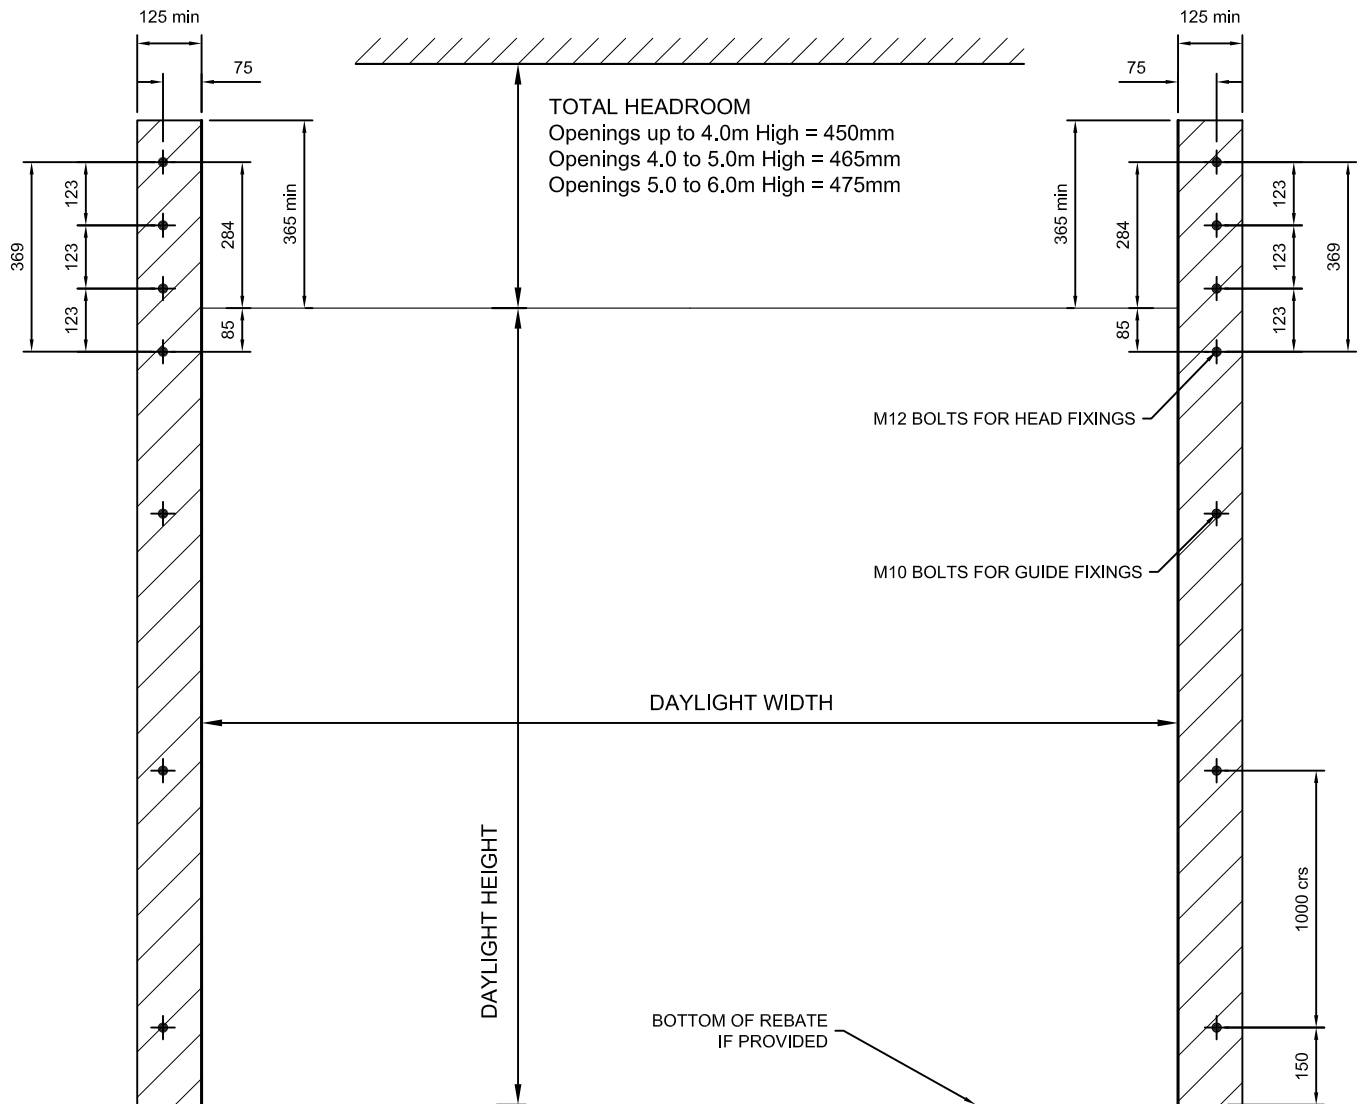 125 min
125 min
75
75
TOTAL HEADROOM
Openings up to 4.0m High = 450mm
Openings 4.0 to 5.0m High = 465mm
Openings 5.0 to 6.0m High = 475mm
369
123
123
123
284
85
365 min
365 min
284
85
123
123
123
369
M12 BOLTS FOR HEAD FIXINGS
M10 BOLTS FOR GUIDE FIXINGS
DAYLIGHT WIDTH
DAYLIGHT HEIGHT
1000 crs
BOTTOM OF REBATE
IF PROVIDED
150